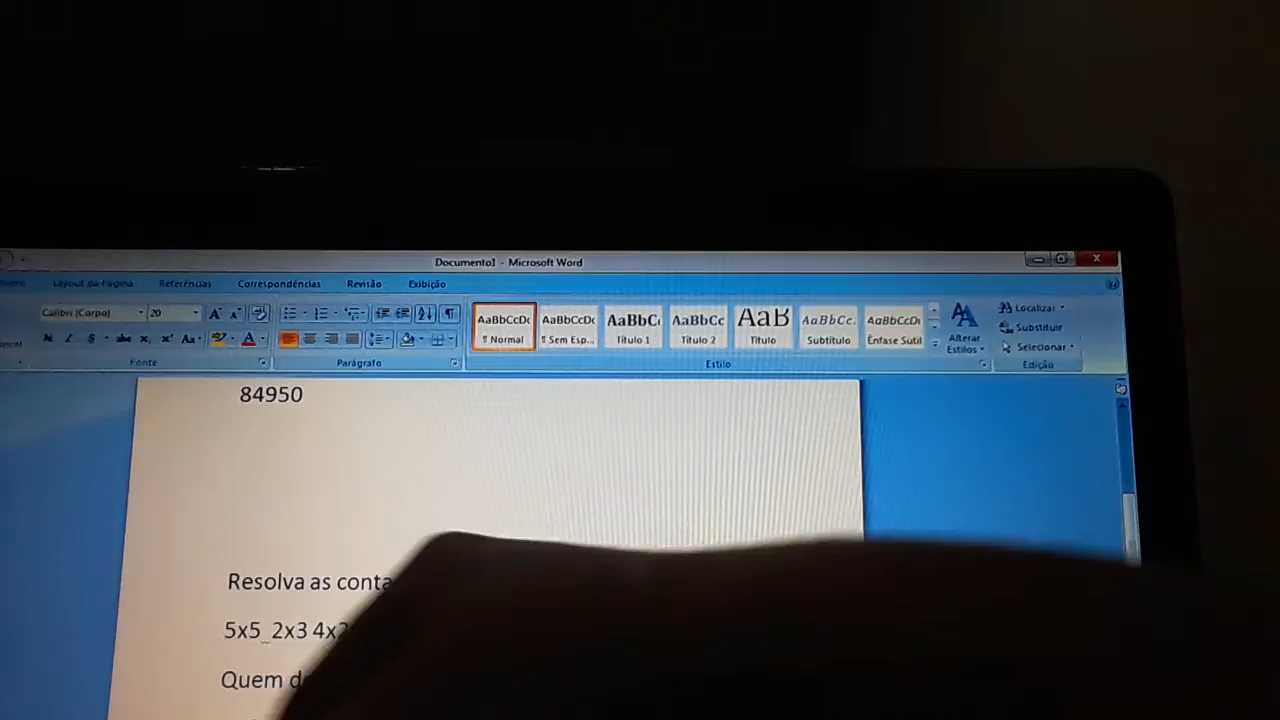 Documento1 - Microsoft Word
Layout da Página Referências Correspondências Revisão Exibição
Calibri (Corpo) 20
AaBbCcDc AaBbCcDc AaBbC AaBbCc AaB AaBbCc. AaBbCcDc
¶ Normal ¶ Sem Esp... Título 1 Título 2 Título Subtítulo Ênfase Sutil
Alterar Estilos
Localizar
Substituir
Selecionar
Fonte Parágrafo Estilo Edição
84950
Resolva as conta
5x5_2x3 4x2
Quem d